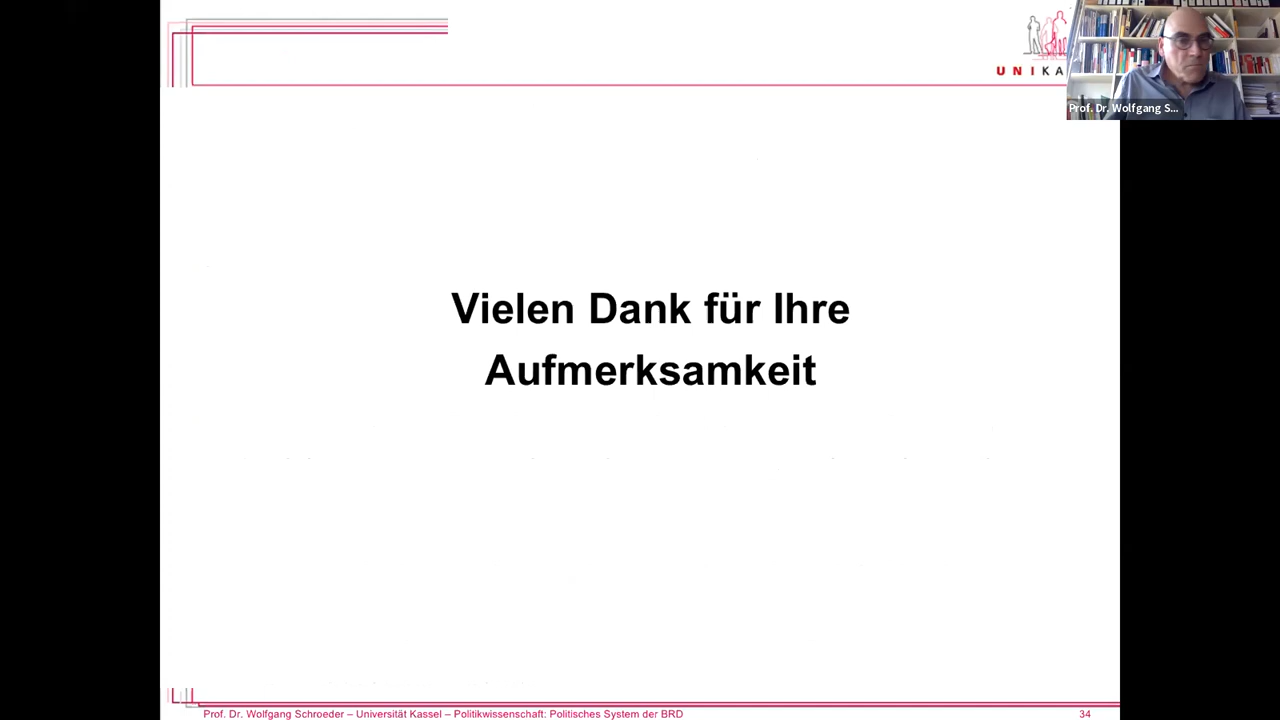 UNIKA
Prof. Dr. Wolfgang S...
Vielen Dank für Ihre
Aufmerksamkeit
Prof. Dr. Wolfgang Schroeder – Universität Kassel – Politikwissenschaft: Politisches System der BRD
34